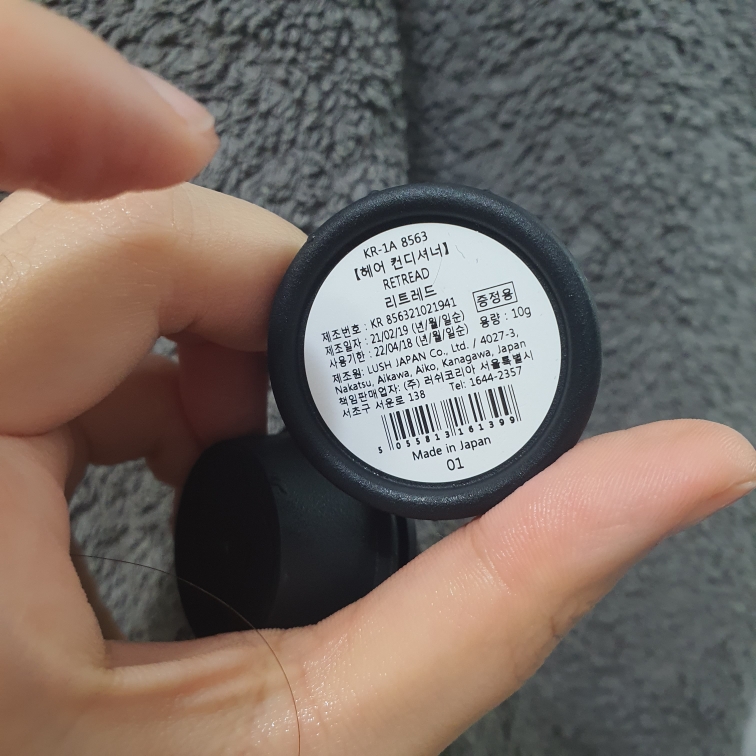 KR-1A 8563
【헤어 컨디셔너】
RETREAD
리트레드
증정용
제조번호 : KR 856321021941
제조일자 : 21/02/19 (년/월/일순)
용량 : 10g
사용기한 : 22/04/18 (년/월/일순)
제조원: LUSH JAPAN Co., Ltd. / 4027-3,
Nakatsu, Aikawa, Aiko, Kanagawa, Japan
책임판매업자: (주) 러쉬코리아 서울특별시
서초구 서운로 138 Tel: 1644-2357
5 055813 161399
Made in Japan
01